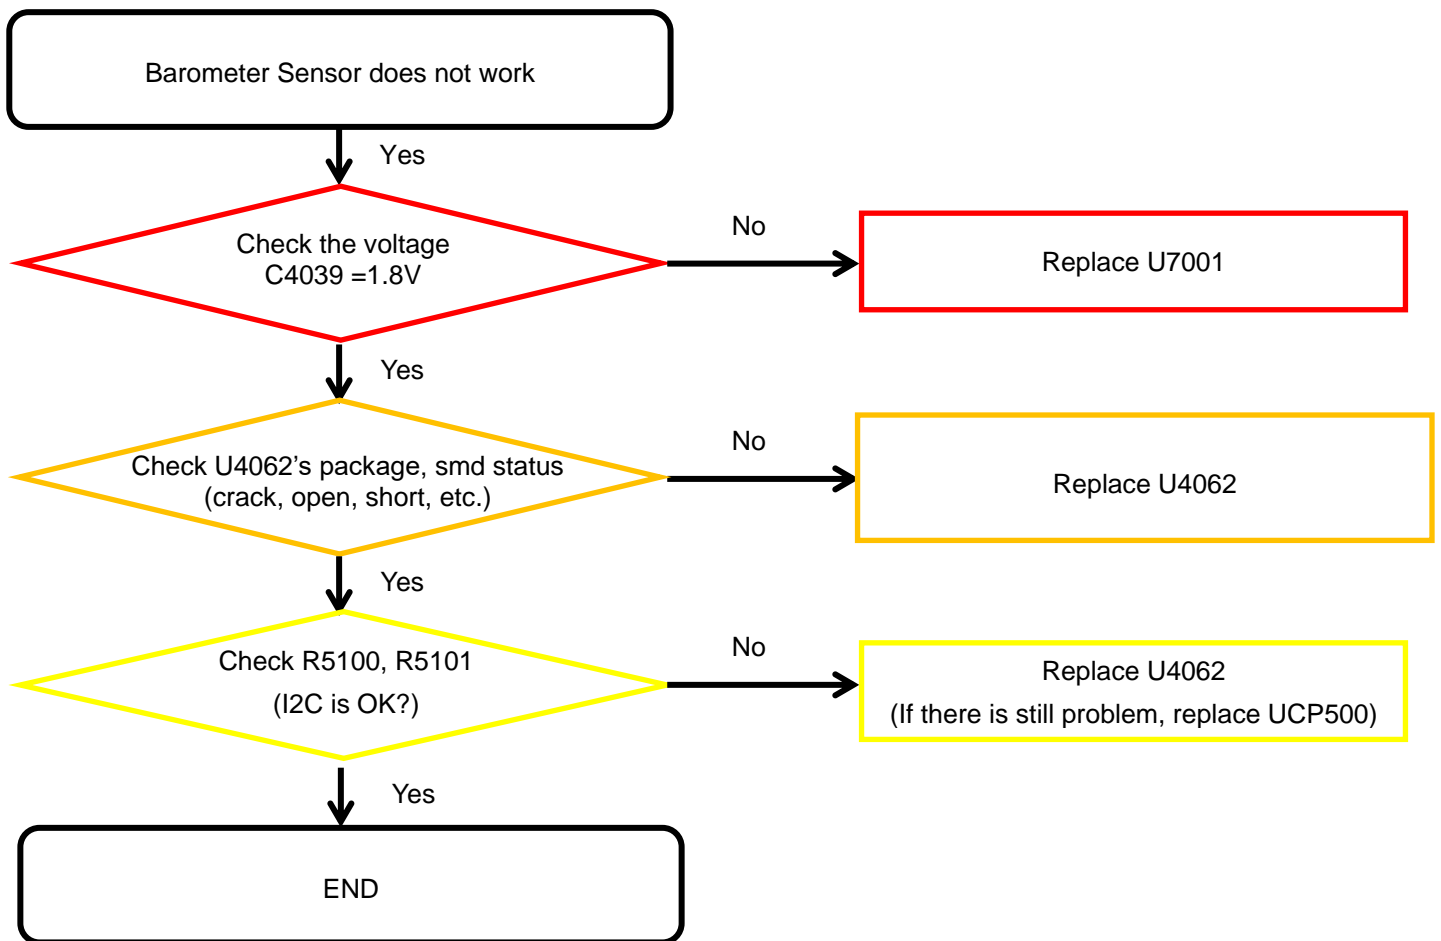 Barometer Sensor does not work
Yes
Check the voltage
C4039 =1.8V
No
Replace U7001
Yes
Check U4062’s package, smd status
(crack, open, short, etc.)
No
Replace U4062
Yes
Check R5100, R5101
(I2C is OK?)
No
Replace U4062
(If there is still problem, replace UCP500)
Yes
END